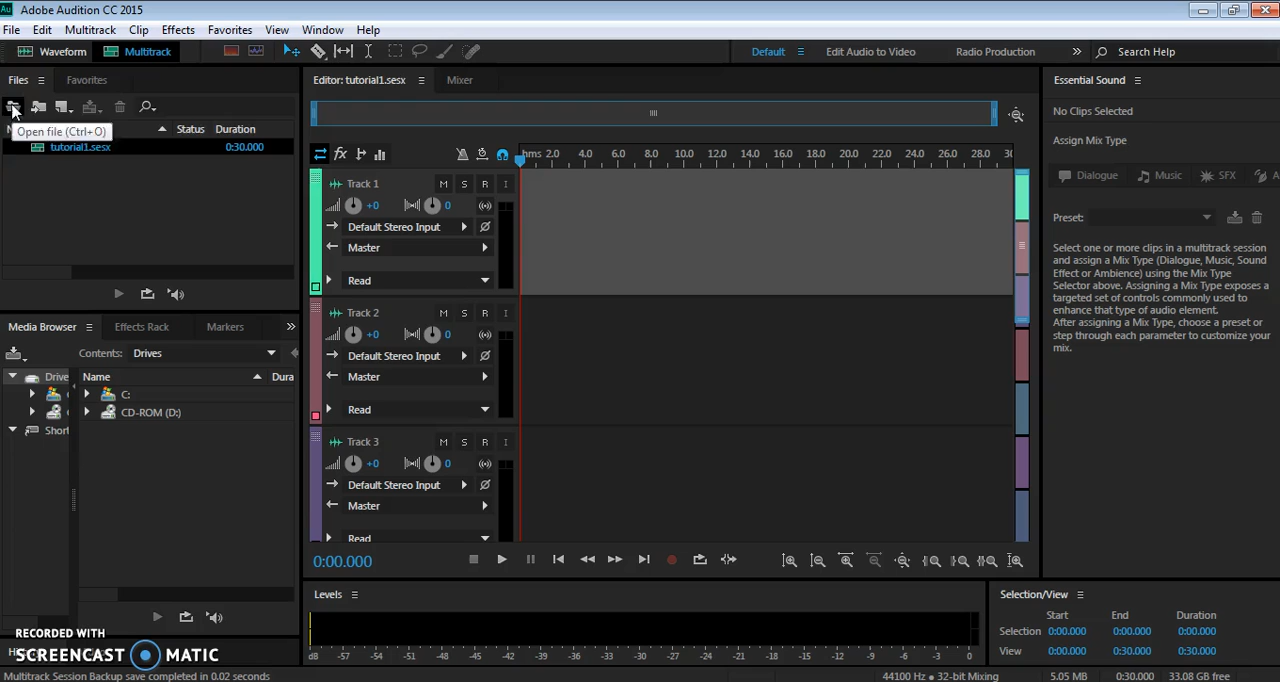 Au Adobe Audition CC 2015
File Edit Multitrack Clip Effects Favorites View Window Help
Waveform Multitrack Default Edit Audio to Video Radio Production Search Help
Files Favorites
Open file (Ctrl+O)
Status Duration
tutorial1.sesx 0:30.000
Media Browser Effects Rack Markers
Contents: Drives
Drive Name Dura
C:
CD-ROM (D:)
Short
Editor: tutorial1.sesx Mixer
hms 2.0 4.0 6.0 8.0 10.0 12.0 14.0 16.0 18.0 20.0 22.0 24.0 26.0 28.0 30
fx
Track 1 M S R I
+0 0
Default Stereo Input
Master
Read
Track 2 M S R I
+0 0
Default Stereo Input
Master
Read
Track 3 M S R I
+0 0
Default Stereo Input
Master
Read
0:00.000
Levels
dB -57 -54 -51 -48 -45 -42 -39 -36 -33 -30 -27 -24 -21 -18 -15 -12 -9 -6 -3 0
Essential Sound
No Clips Selected
Assign Mix Type
Dialogue Music SFX A
Preset:
Select one or more clips in a multitrack session
and assign a Mix Type (Dialogue, Music, Sound
Effect or Ambience) using the Mix Type
Selector above. Assigning a Mix Type exposes a
targeted set of controls commonly used to
enhance that type of audio element.
After assigning a Mix Type, choose a preset or
step through each parameter to customize your
mix.
Selection/View
Start End Duration
Selection 0:00.000 0:00.000 0:00.000
View 0:00.000 0:30.000 0:30.000
RECORDED WITH
SCREENCAST MATIC
Multitrack Session Backup save completed in 0.02 seconds
44100 Hz ● 32-bit Mixing 5.05 MB 0:30.000 33.08 GB free